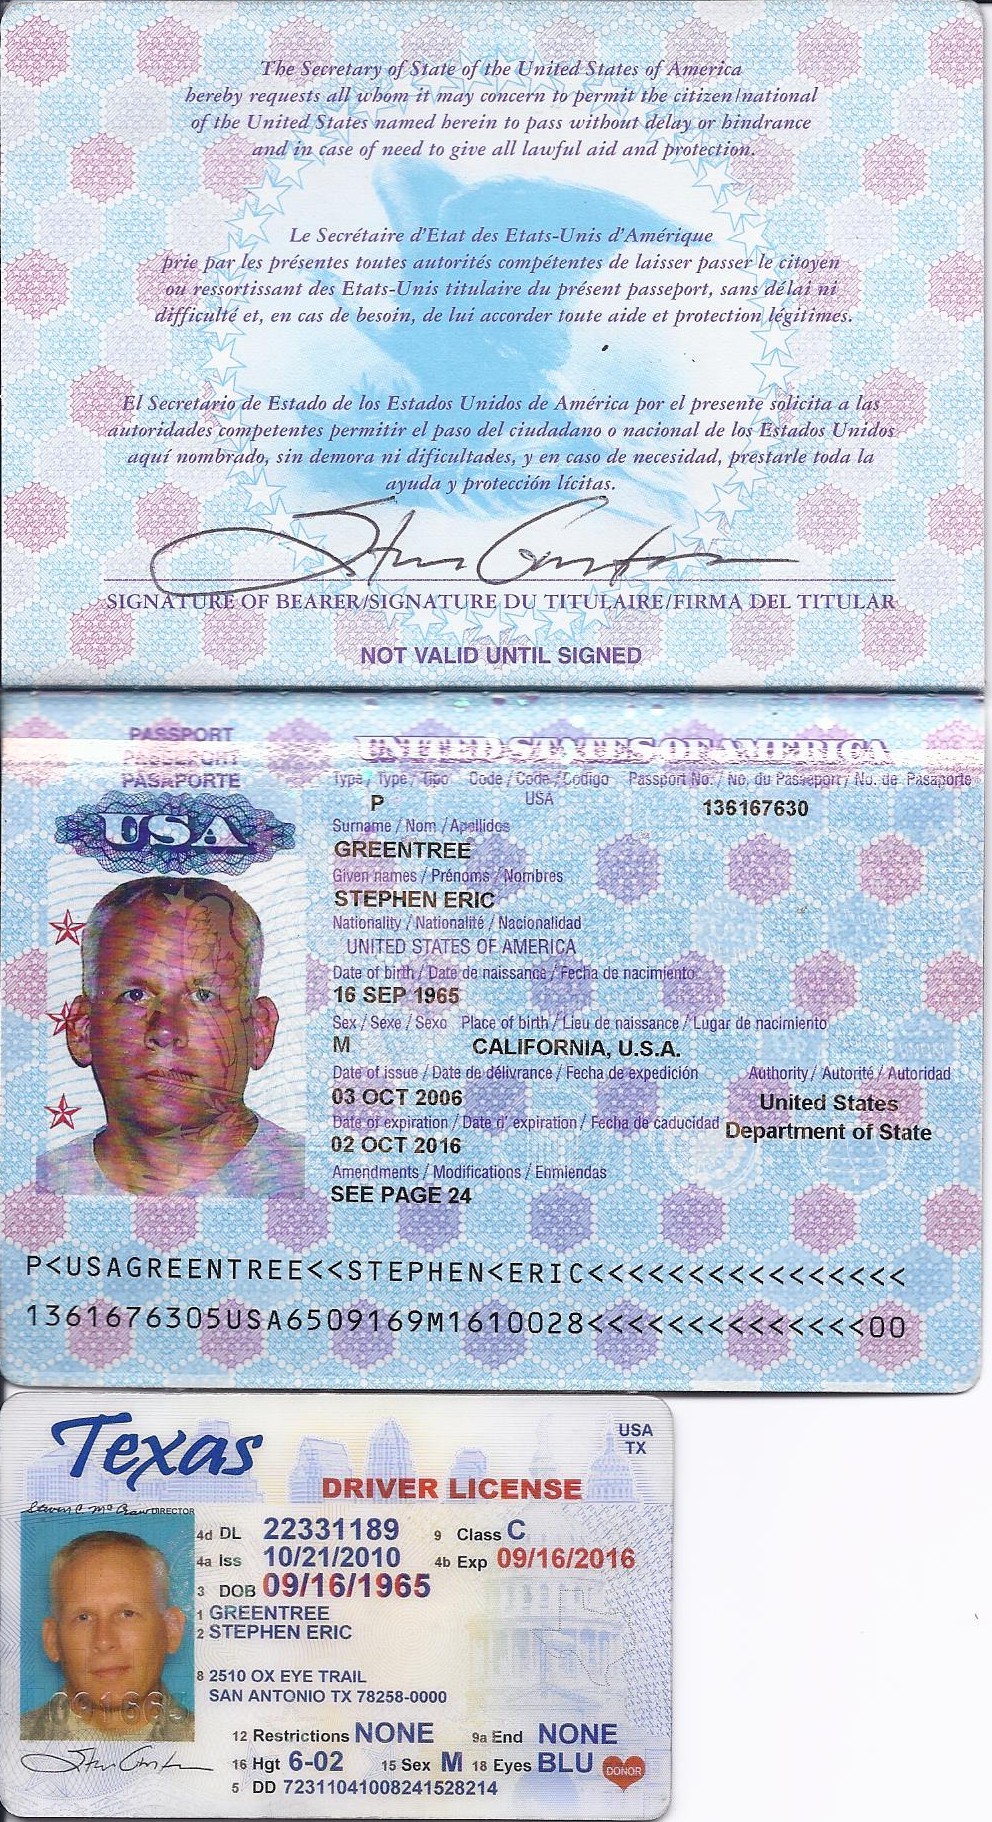 The Secretary of State of the United States of America
hereby requests all whom it may concern to permit the citizen/national
of the United States named herein to pass without delay or hindrance
and in case of need to give all lawful aid and protection.
Le Secrétaire d'Etat des Etats-Unis d'Amérique
prie par les présentes toutes autorités compétentes de laisser passer le citoyen
ou ressortissant des Etats-Unis titulaire du présent passeport, sans délai ni
difficulté et, en cas de besoin, de lui accorder toute aide et protection légitimes.
El Secretario de Estado de los Estados Unidos de América por el presente solicita a las
autoridades competentes permitir el paso del ciudadano o nacional de los Estados Unidos
aquí nombrado, sin demora ni dificultades, y en caso de necesidad, prestarle toda la
ayuda y protección lícitas.
SIGNATURE OF BEARER/SIGNATURE DU TITULAIRE/FIRMA DEL TITULAR
NOT VALID UNTIL SIGNED
PASSPORT UNITED STATES OF AMERICA
PASSEPORT
PASAPORTE
USA
Type / Type / Tipo Code / Code / Código Passport No. / No. du Passeport / No. de Pasaporte
P USA 136167630
Surname / Nom / Apellidos
GREENTREE
Given names / Prénoms / Nombres
STEPHEN ERIC
Nationality / Nationalité / Nacionalidad
UNITED STATES OF AMERICA
Date of birth / Date de naissance / Fecha de nacimiento
16 SEP 1965
Sex / Sexe / Sexo Place of birth / Lieu de naissance / Lugar de nacimiento
M CALIFORNIA, U.S.A.
Date of issue / Date de délivrance / Fecha de expedición Authority / Autorité / Autoridad
03 OCT 2006 United States
Date of expiration / Date d' expiration / Fecha de caducidad Department of State
02 OCT 2016
Amendments / Modifications / Enmiendas
SEE PAGE 24
P<USAGREENTREE<<STEPHEN<ERIC<<<<<<<<<<<<<<<<
1361676305USA6509169M1610028<<<<<<<<<<<<<<00
Texas USA
TX
DRIVER LICENSE
Steven C McCraw DIRECTOR
4d DL 22331189 9 Class C
4a Iss 10/21/2010 4b Exp 09/16/2016
3 DOB 09/16/1965
1 GREENTREE
2 STEPHEN ERIC
8 2510 OX EYE TRAIL
SAN ANTONIO TX 78258-0000
091665
12 Restrictions NONE 9a End NONE
16 Hgt 6-02 15 Sex M 18 Eyes BLU DONOR
5 DD 72311041008241528214